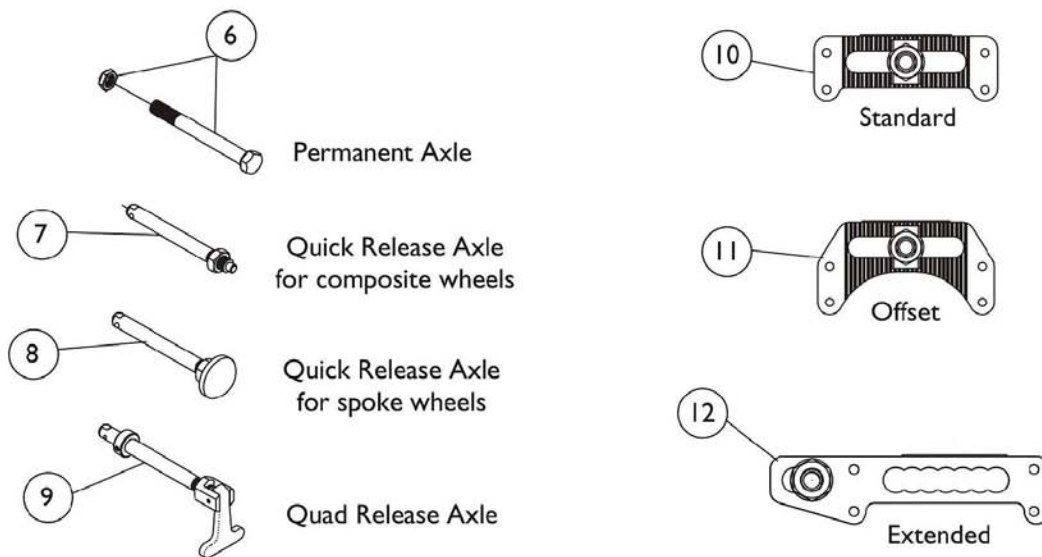 6
Permanent Axle
7
Quick Release Axle
for composite wheels
8
Quick Release Axle
for spoke wheels
9
Quad Release Axle
10
Standard
11
Offset
12
Extended